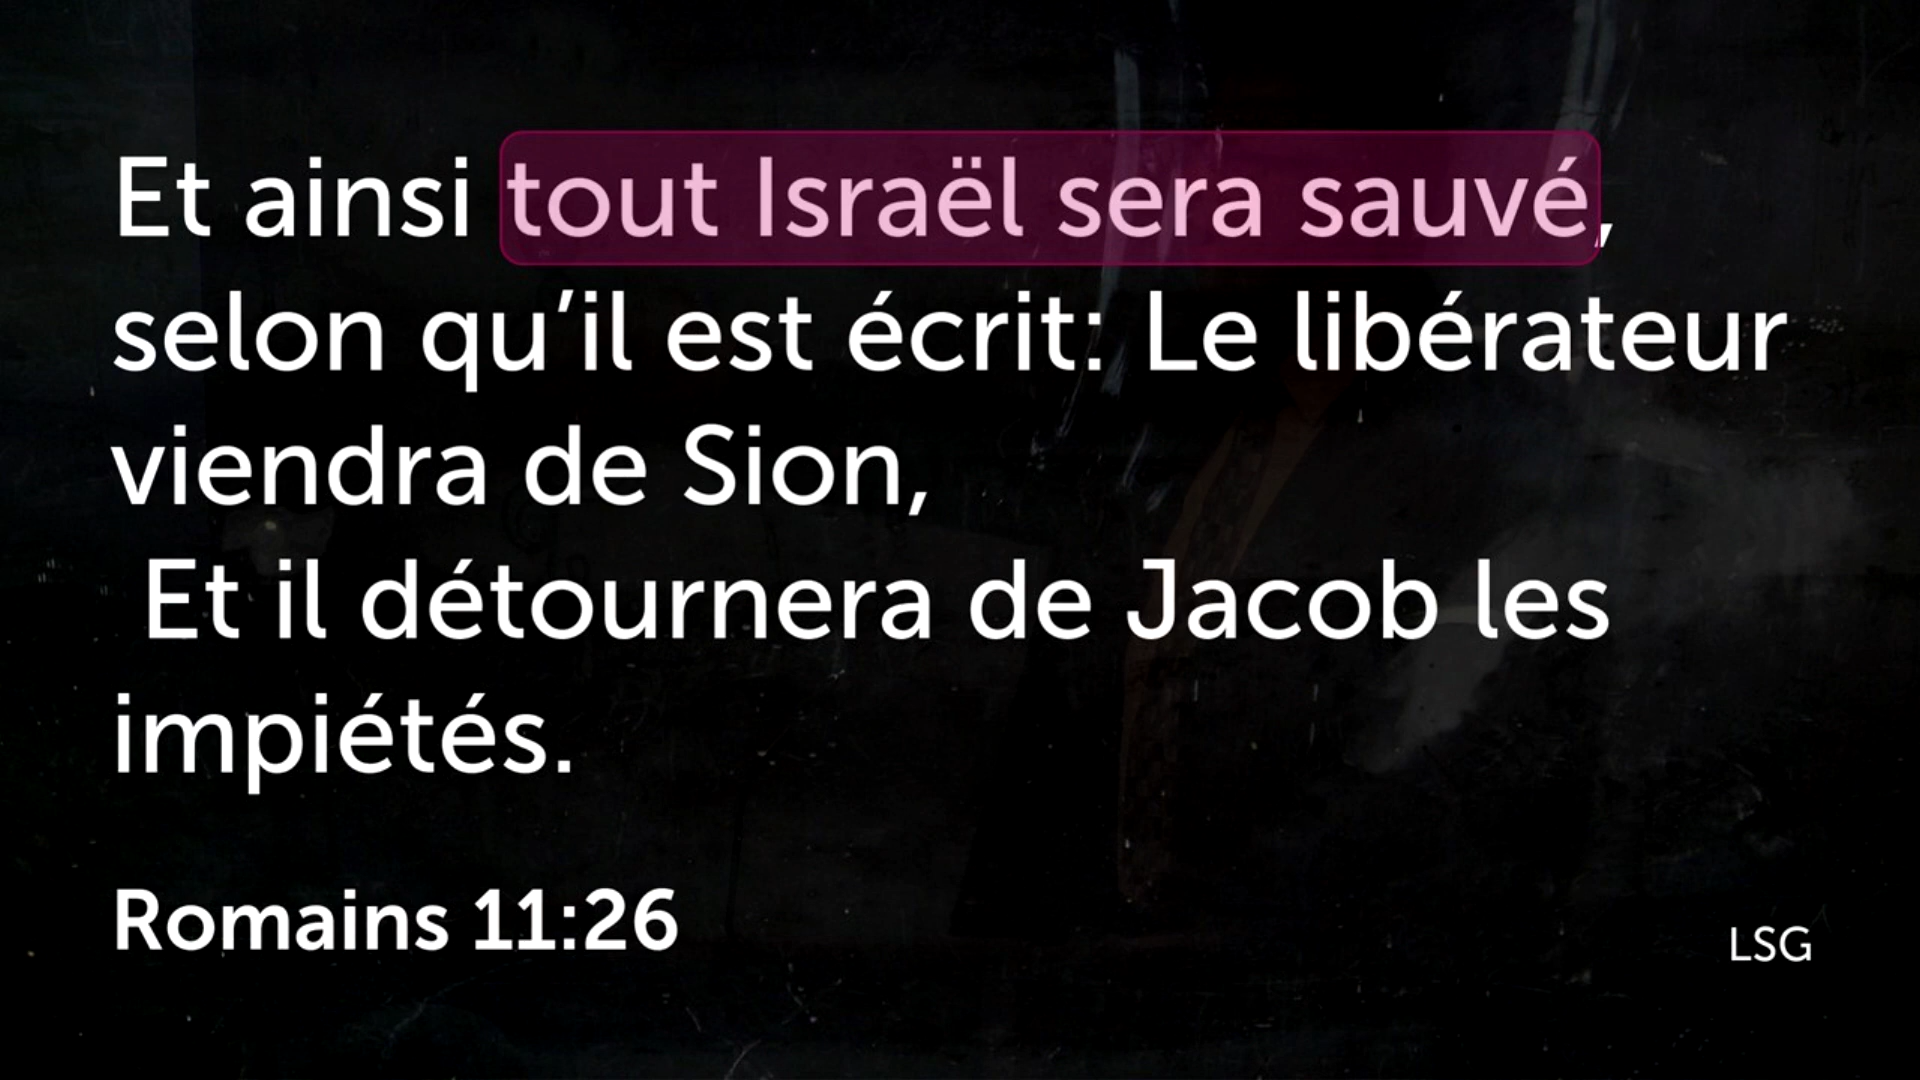 Et ainsi tout Israël sera sauvé,
selon qu’il est écrit: Le libérateur
viendra de Sion,
Et il détournera de Jacob les
impiétés.
Romains 11:26
LSG